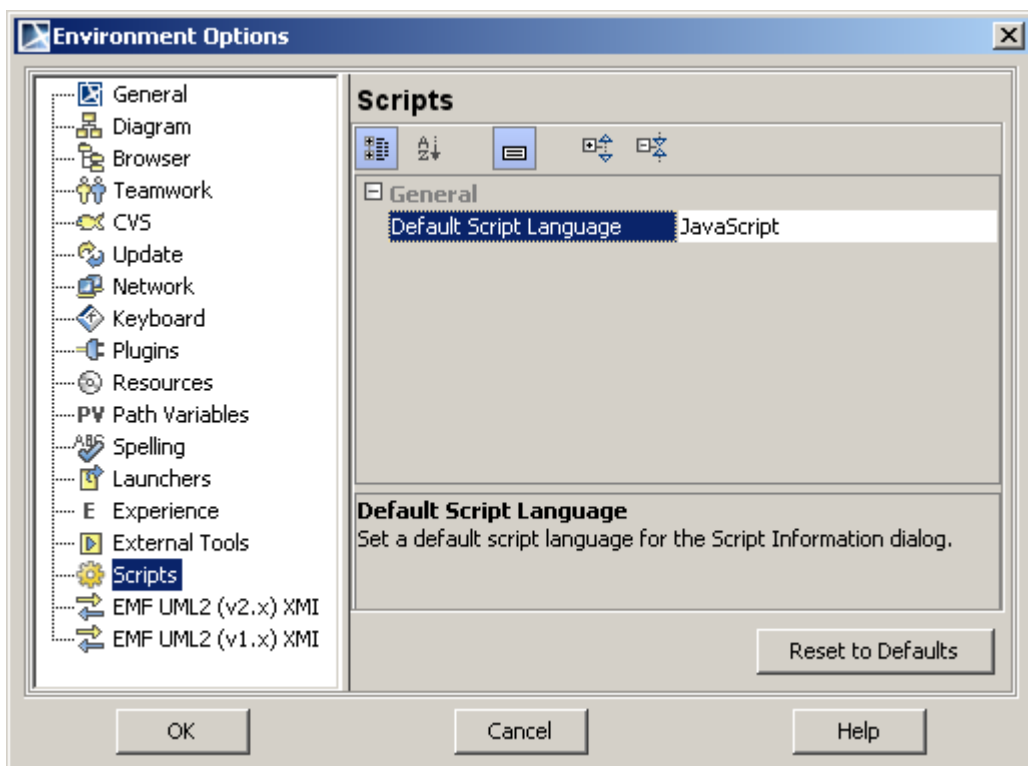 Environment Options
General
Diagram
Browser
Teamwork
CVS
Update
Network
Keyboard
Plugins
Resources
PV Path Variables
ABC Spelling
Launchers
E Experience
External Tools
Scripts
EMF UML2 (v2.x) XMI
EMF UML2 (v1.x) XMI
Scripts
A Z
General
Default Script Language JavaScript
Default Script Language
Set a default script language for the Script Information dialog.
Reset to Defaults
OK Cancel Help